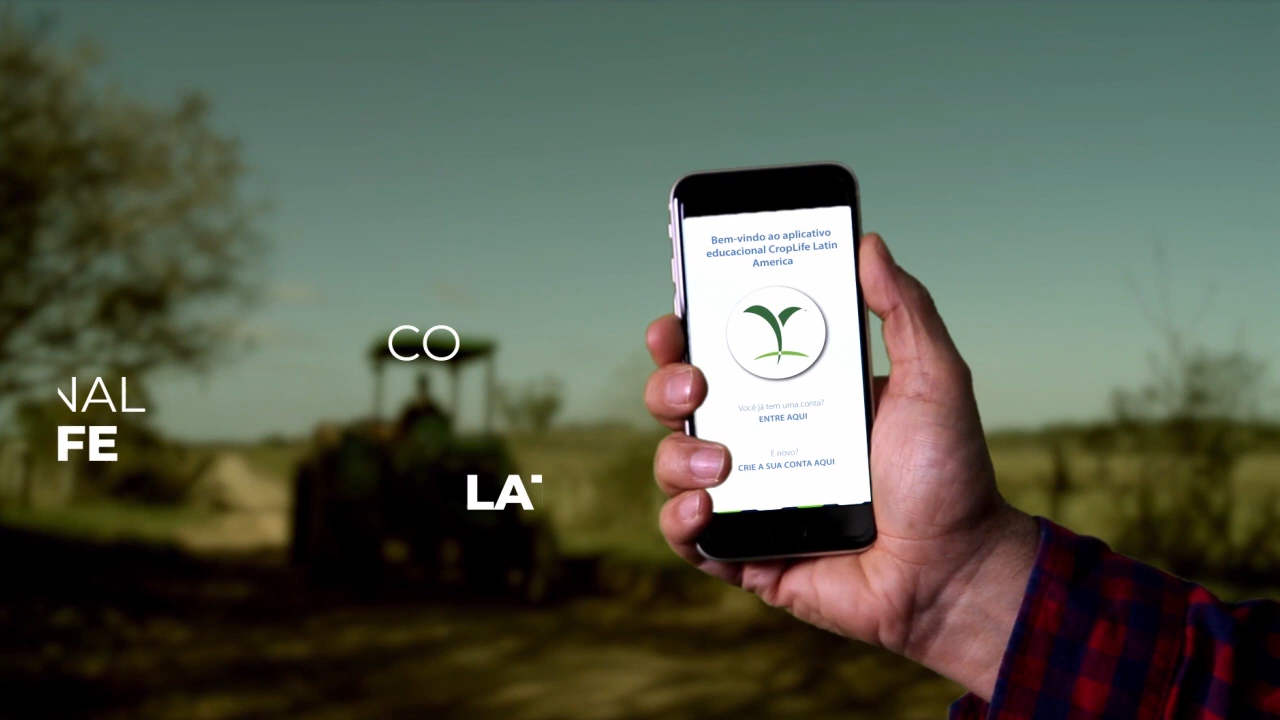 CO
NAL
FE
LA
Bem-vindo ao aplicativo
educacional CropLife Latin
America
Você já tem uma conta?
ENTRE AQUI
É novo?
CRIE A SUA CONTA AQUI